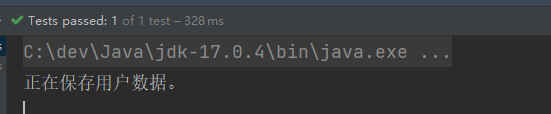 Tests passed: 1 of 1 test – 328 ms
C:\dev\Java\jdk-17.0.4\bin\java.exe ...
正在保存用户数据。